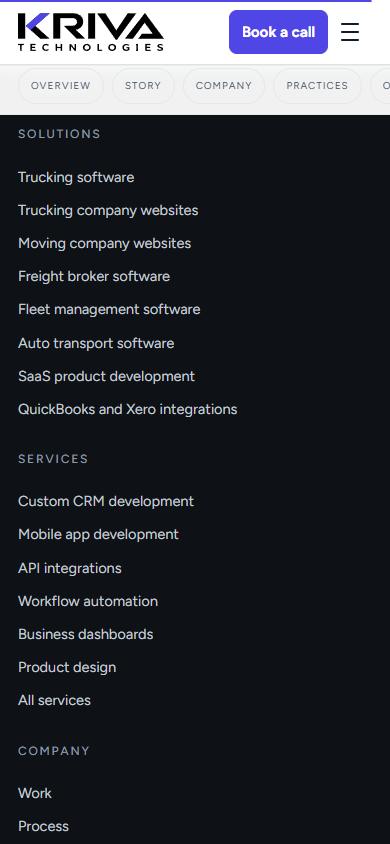 KRIVA
TECHNOLOGIES
Book a call
OVERVIEW
STORY
COMPANY
PRACTICES
SOLUTIONS
Trucking software
Trucking company websites
Moving company websites
Freight broker software
Fleet management software
Auto transport software
SaaS product development
QuickBooks and Xero integrations
SERVICES
Custom CRM development
Mobile app development
API integrations
Workflow automation
Business dashboards
Product design
All services
COMPANY
Work
Process